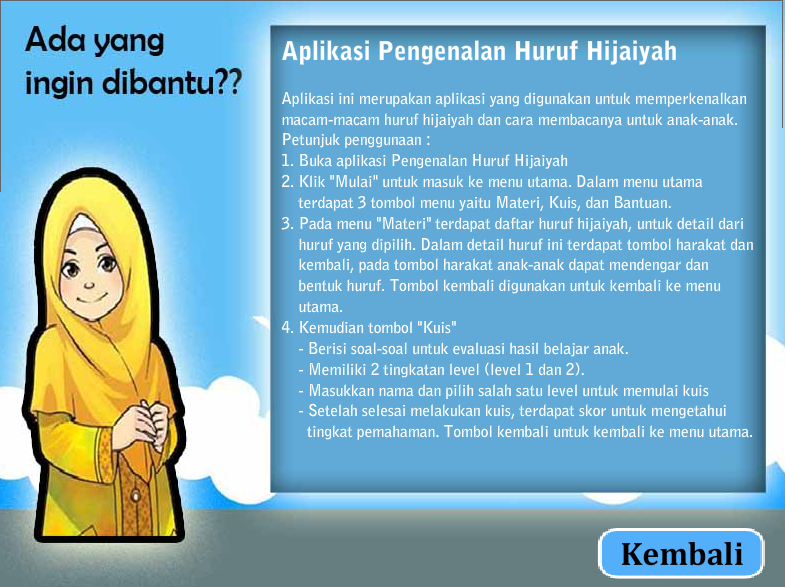 Ada yang
ingin dibantu??
Aplikasi Pengenalan Huruf Hijaiyah
Aplikasi ini merupakan aplikasi yang digunakan untuk memperkenalkan
macam-macam huruf hijaiyah dan cara membacanya untuk anak-anak.
Petunjuk penggunaan :
1. Buka aplikasi Pengenalan Huruf Hijaiyah
2. Klik "Mulai" untuk masuk ke menu utama. Dalam menu utama
terdapat 3 tombol menu yaitu Materi, Kuis, dan Bantuan.
3. Pada menu "Materi" terdapat daftar huruf hijaiyah, untuk detail dari
huruf yang dipilih. Dalam detail huruf ini terdapat tombol harakat dan
kembali, pada tombol harakat anak-anak dapat mendengar dan
bentuk huruf. Tombol kembali digunakan untuk kembali ke menu
utama.
4. Kemudian tombol "Kuis"
- Berisi soal-soal untuk evaluasi hasil belajar anak.
- Memiliki 2 tingkatan level (level 1 dan 2).
- Masukkan nama dan pilih salah satu level untuk memulai kuis
- Setelah selesai melakukan kuis, terdapat skor untuk mengetahui
tingkat pemahaman. Tombol kembali untuk kembali ke menu utama.
Kembali